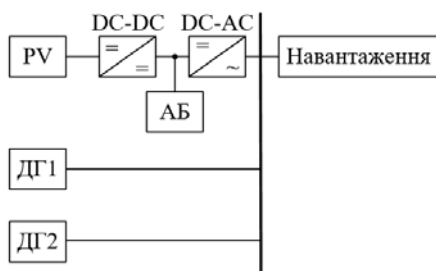 DC-DC DC-AC
PV = = = ~ Навантаження
АБ
ДГ1
ДГ2